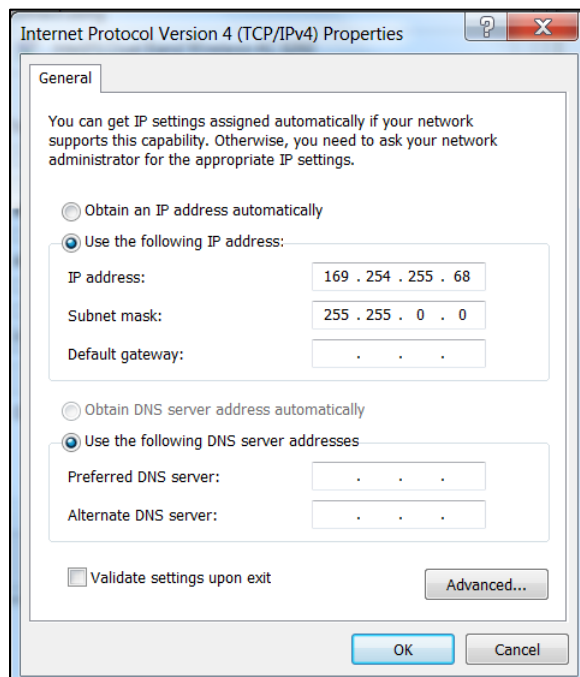 Internet Protocol Version 4 (TCP/IPv4) Properties
?
X
General
You can get IP settings assigned automatically if your network
supports this capability. Otherwise, you need to ask your network
administrator for the appropriate IP settings.
Obtain an IP address automatically
Use the following IP address:
IP address: 169 . 254 . 255 . 68
Subnet mask: 255 . 255 . 0 . 0
Default gateway: . . .
Obtain DNS server address automatically
Use the following DNS server addresses
Preferred DNS server: . . .
Alternate DNS server: . . .
Validate settings upon exit
Advanced...
OK Cancel